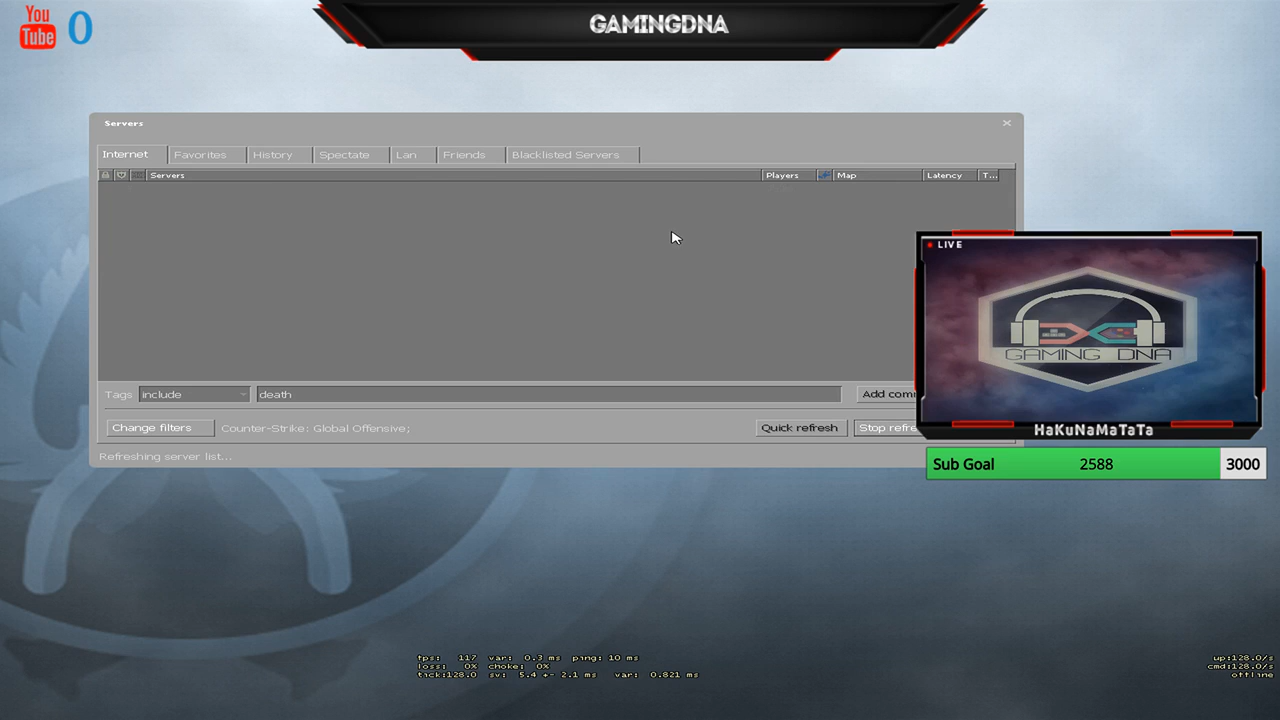 You
Tube
0
GAMINGDNA
Servers
Internet
Favorites
History
Spectate
Lan
Friends
Blacklisted Servers
Servers
Players
Map
Latency
T...
LIVE
GAMING DNA
Tags
include
death
Add com
Change filters
Counter-Strike: Global Offensive;
Quick refresh
Stop refre
HaKuNaMaTaTa
Refreshing server list...
Sub Goal
2588
3000
fps: 117 var: 0.3 ms ping: 10 ms
loss: 0% choke: 0%
tick:128.0 sv: 5.4 +- 2.1 ms var: 0.821 ms
up:128.0/s
cmd:128.0/s
offline